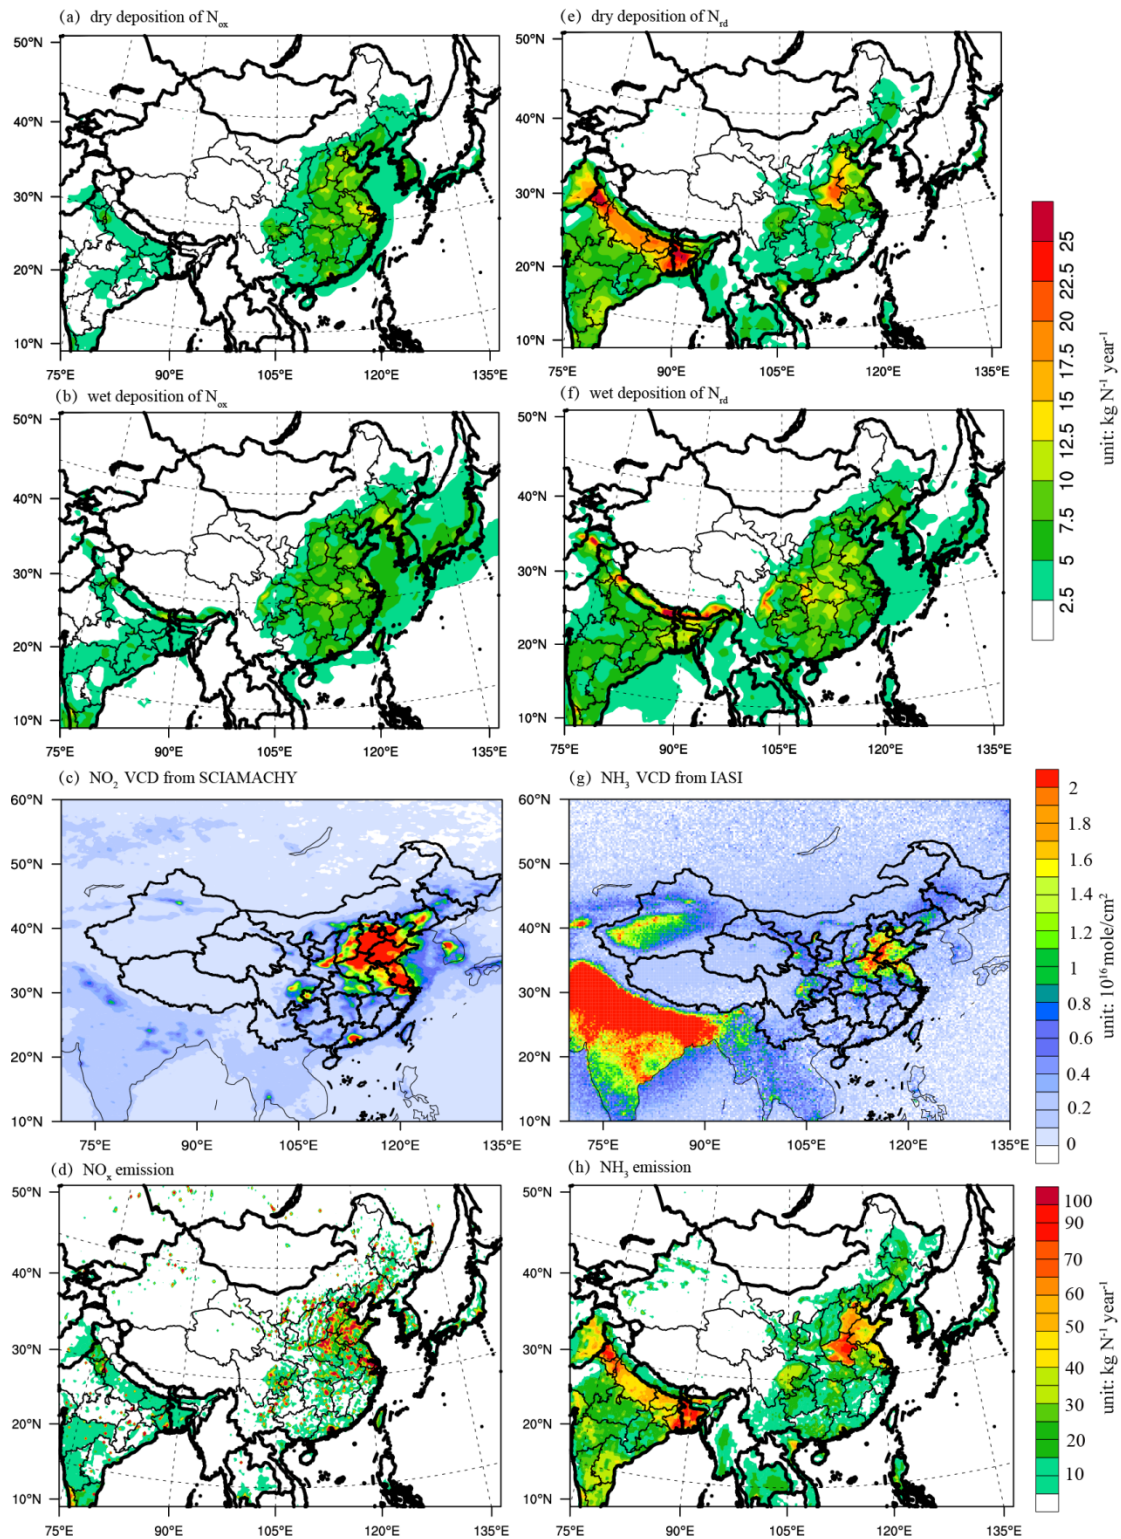 (a) dry deposition of Nox
(e) dry deposition of Nrd
50°N
40°N
30°N
20°N
10°N
75°E 90°E 105°E 120°E 135°E
50°N
40°N
30°N
20°N
10°N
75°E 90°E 105°E 120°E 135°E
(b) wet deposition of Nox
(f) wet deposition of Nrd
50°N
40°N
30°N
20°N
10°N
75°E 90°E 105°E 120°E 135°E
50°N
40°N
30°N
20°N
10°N
75°E 90°E 105°E 120°E 135°E
25
22.5
20
17.5
15
12.5
10
7.5
5
2.5
unit: kg N⁻¹ year⁻¹
(c) NO₂ VCD from SCIAMACHY
(g) NH₃ VCD from IASI
60°N
50°N
40°N
30°N
20°N
10°N
75°E 90°E 105°E 120°E 135°E
60°N
50°N
40°N
30°N
20°N
10°N
75°E 90°E 105°E 120°E 135°E
2
1.8
1.6
1.4
1.2
1
0.8
0.6
0.4
0.2
0
unit: 10¹⁶ mole/cm²
(d) NOx emission
(h) NH₃ emission
50°N
40°N
30°N
20°N
10°N
75°E 90°E 105°E 120°E 135°E
50°N
40°N
30°N
20°N
10°N
75°E 90°E 105°E 120°E 135°E
100
90
70
60
50
40
30
20
10
unit: kg N⁻¹ year⁻¹